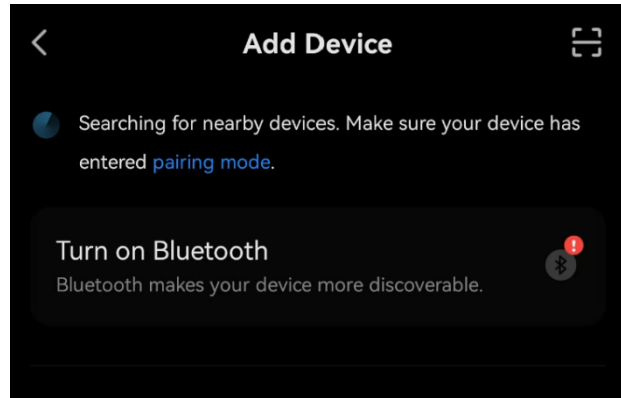 Add Device
Searching for nearby devices. Make sure your device has
entered pairing mode.
Turn on Bluetooth
Bluetooth makes your device more discoverable.